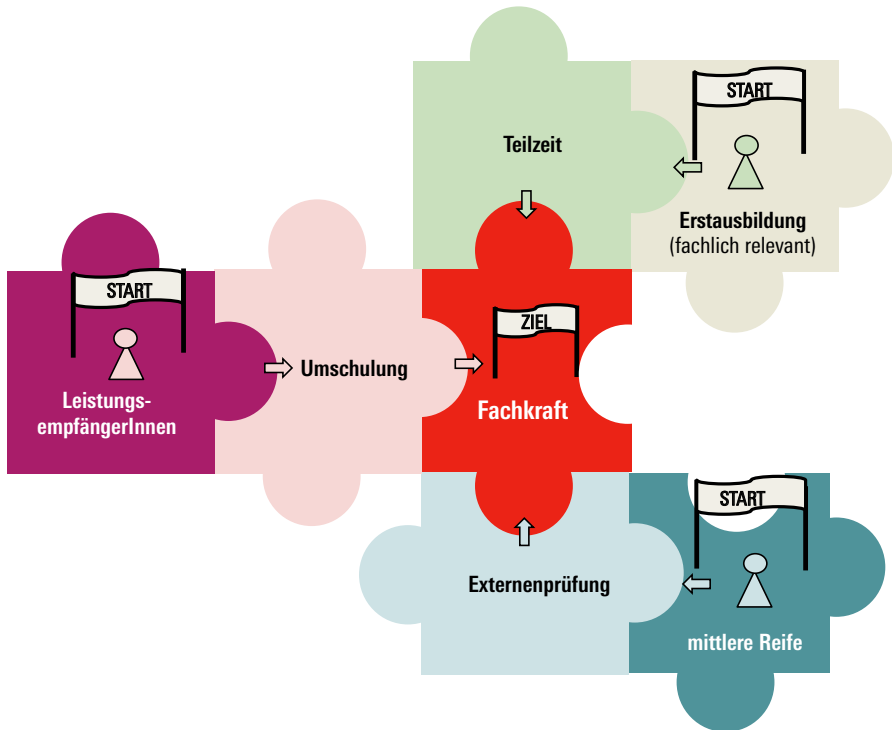 START
Teilzeit
Erstausbildung
(fachlich relevant)
START
ZIEL
Umschulung
Leistungs-
empfängerInnen
Fachkraft
START
Externenprüfung
mittlere Reife